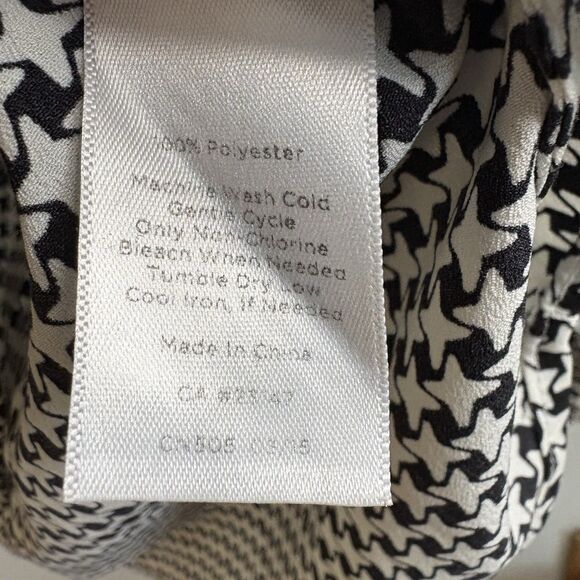 100% Polyester
Machine Wash Cold
Gentle Cycle
Only Non-Chlorine
Bleach When Needed
Tumble Dry Low
Cool Iron, If Needed
Made In China
CA
CN505